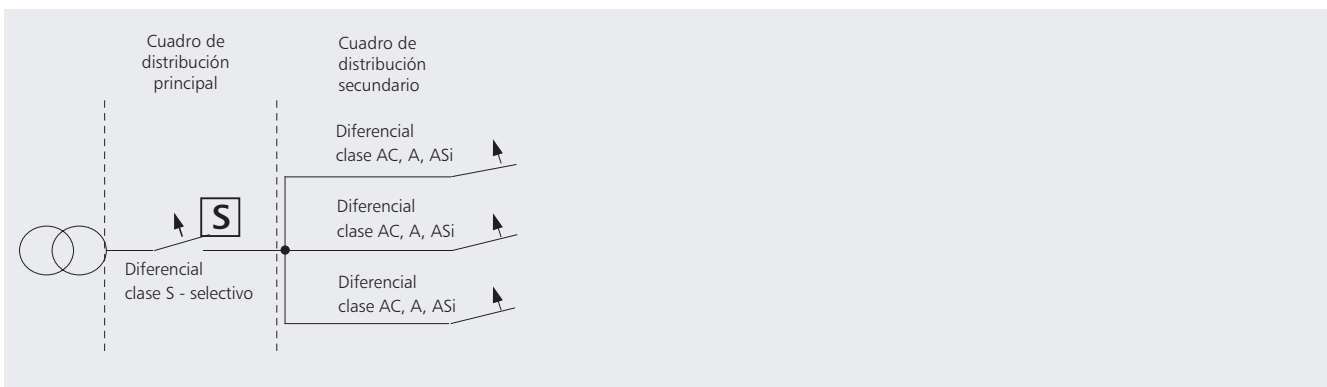 Cuadro de
distribución
principal
Cuadro de
distribución
secundario
Diferencial
clase AC, A, ASi
S
Diferencial
clase AC, A, ASi
Diferencial
clase S - selectivo
Diferencial
clase AC, A, ASi